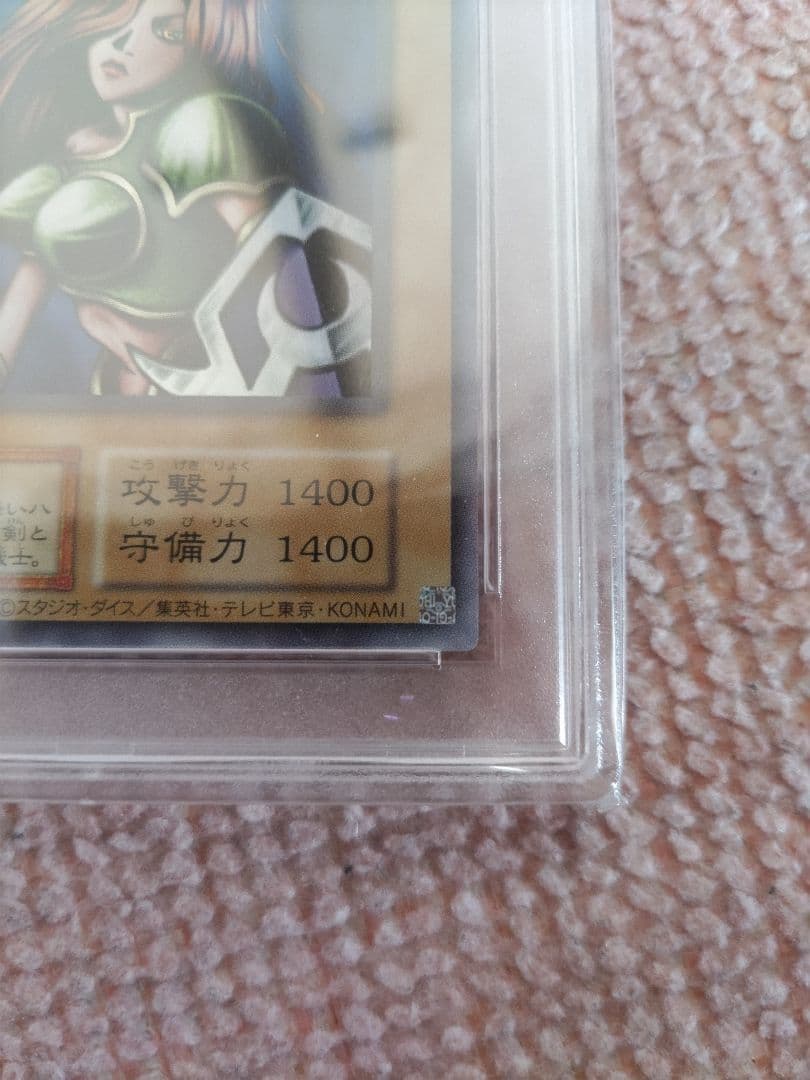 い八
剣と
士。
こうげきりょく
攻撃力 1400
しゅびりょく
守備力 1400
©スタジオ・ダイス／集英社・テレビ東京・KONAMI